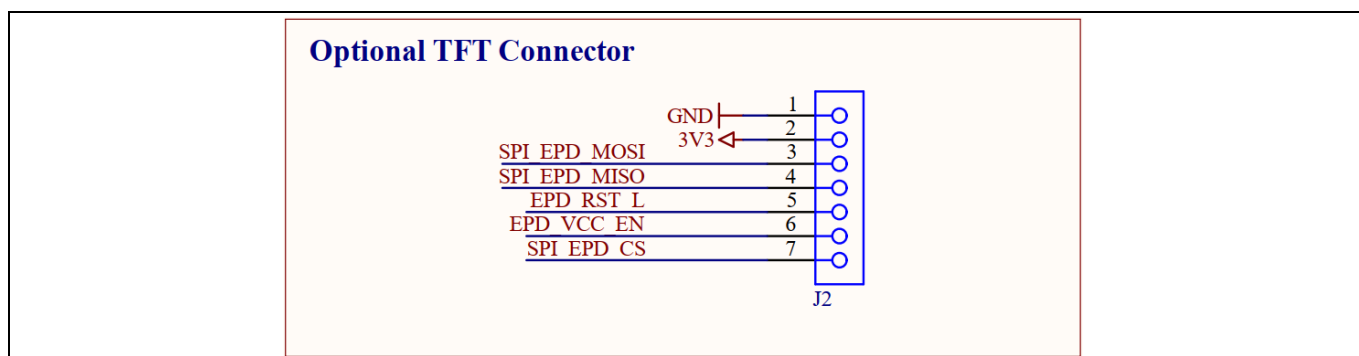 Optional TFT Connector
GND 1
3V3 2
SPI_EPD_MOSI 3
SPI_EPD_MISO 4
EPD_RST_L 5
EPD_VCC_EN 6
SPI_EPD_CS 7
J2